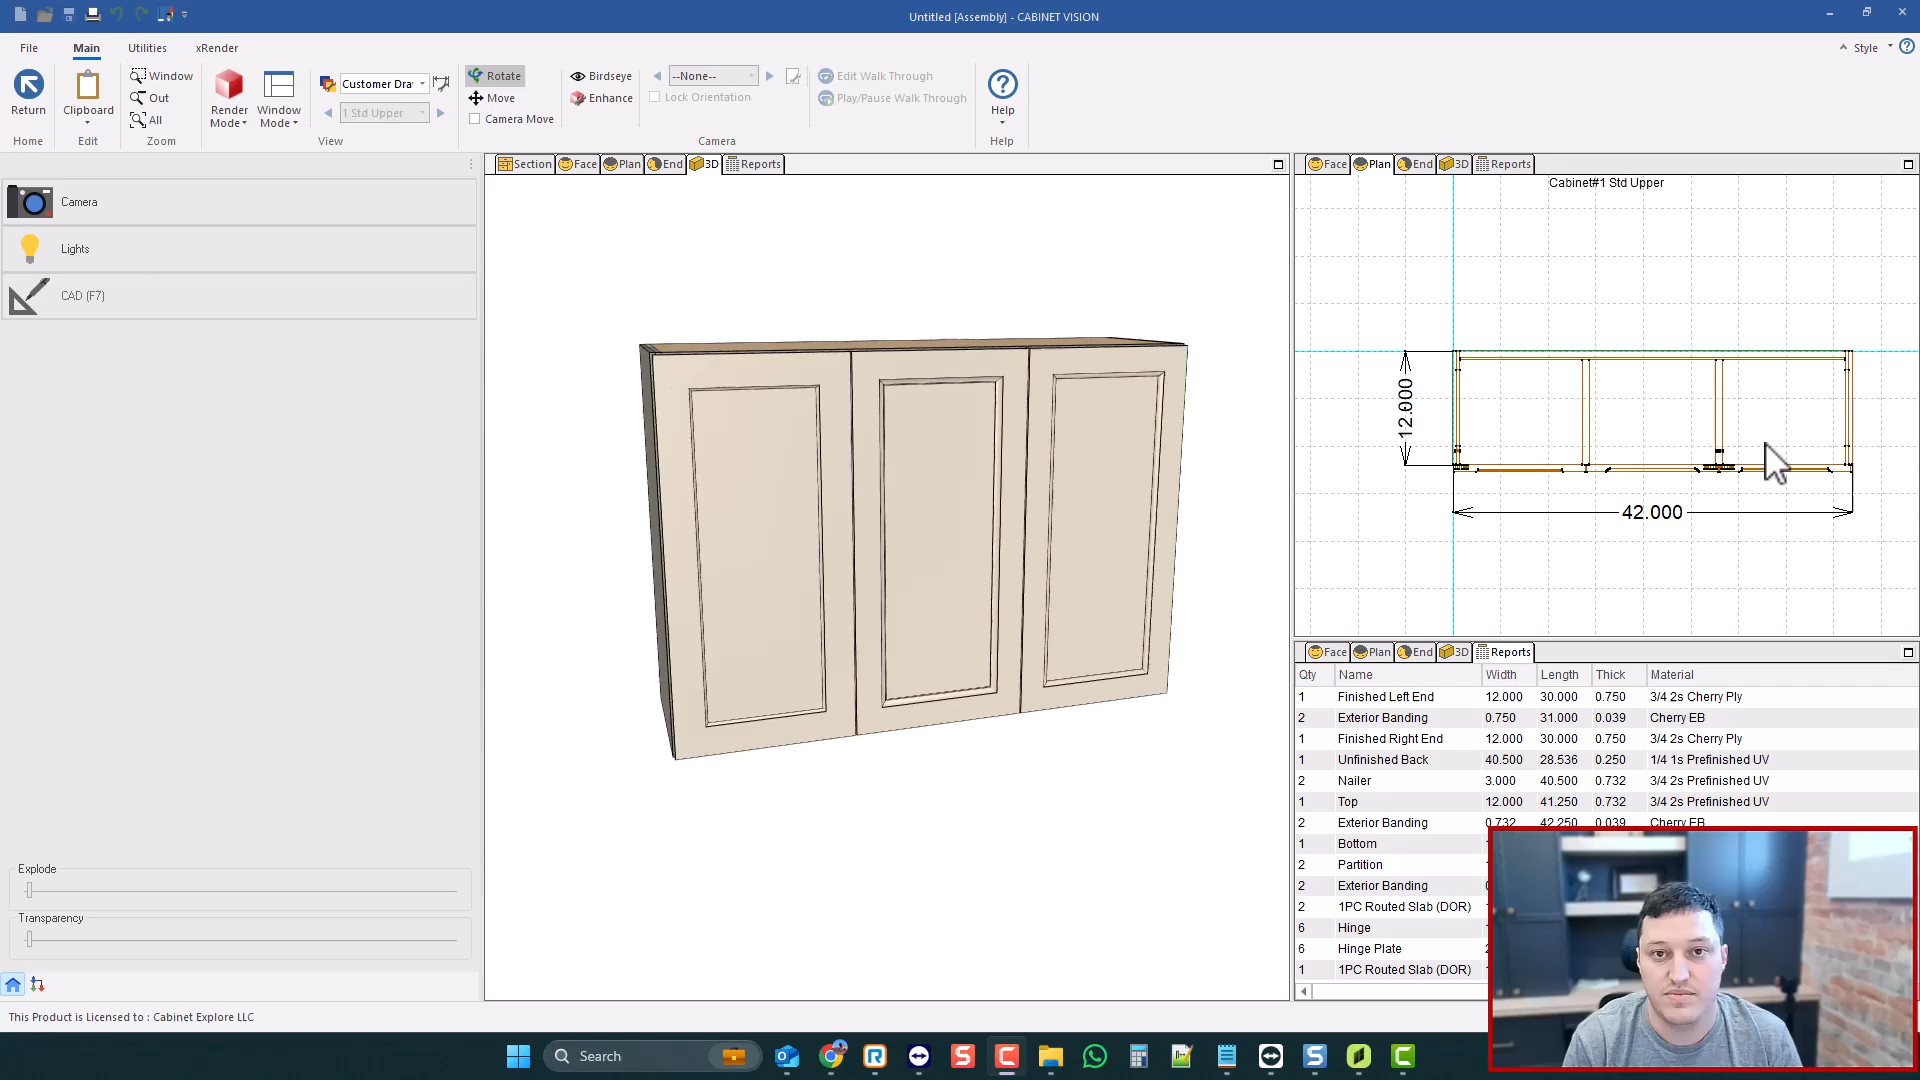 Untitled [Assembly] - CABINET VISION
File Main Utilities xRender Style
Return
Home
Clipboard
Edit
Window
Out
All
Zoom
Render Mode
Window Mode
Customer Dra
1 Std Upper
View
Rotate
Move
Camera Move
Birdseye
Enhance
--None--
Lock Orientation
Camera
Edit Walk Through
Play/Pause Walk Through
Help
Help
Camera
Lights
CAD (F7)
Explode
Transparency
Section Face Plan End 3D Reports
Face Plan End 3D Reports
Cabinet#1 Std Upper
12.000
42.000
Face Plan End 3D Reports
Qty Name Width Length Thick Material
1 Finished Left End 12.000 30.000 0.750 3/4 2s Cherry Ply
2 Exterior Banding 0.750 31.000 0.039 Cherry EB
1 Finished Right End 12.000 30.000 0.750 3/4 2s Cherry Ply
1 Unfinished Back 40.500 28.536 0.250 1/4 1s Prefinished UV
2 Nailer 3.000 40.500 0.732 3/4 2s Prefinished UV
1 Top 12.000 41.250 0.732 3/4 2s Prefinished UV
2 Exterior Banding 0.732 42.250 0.039 Cherry EB
1 Bottom
2 Partition
2 Exterior Banding
2 1PC Routed Slab (DOR)
6 Hinge
6 Hinge Plate
1 1PC Routed Slab (DOR)
This Product is Licensed to : Cabinet Explore LLC
Search